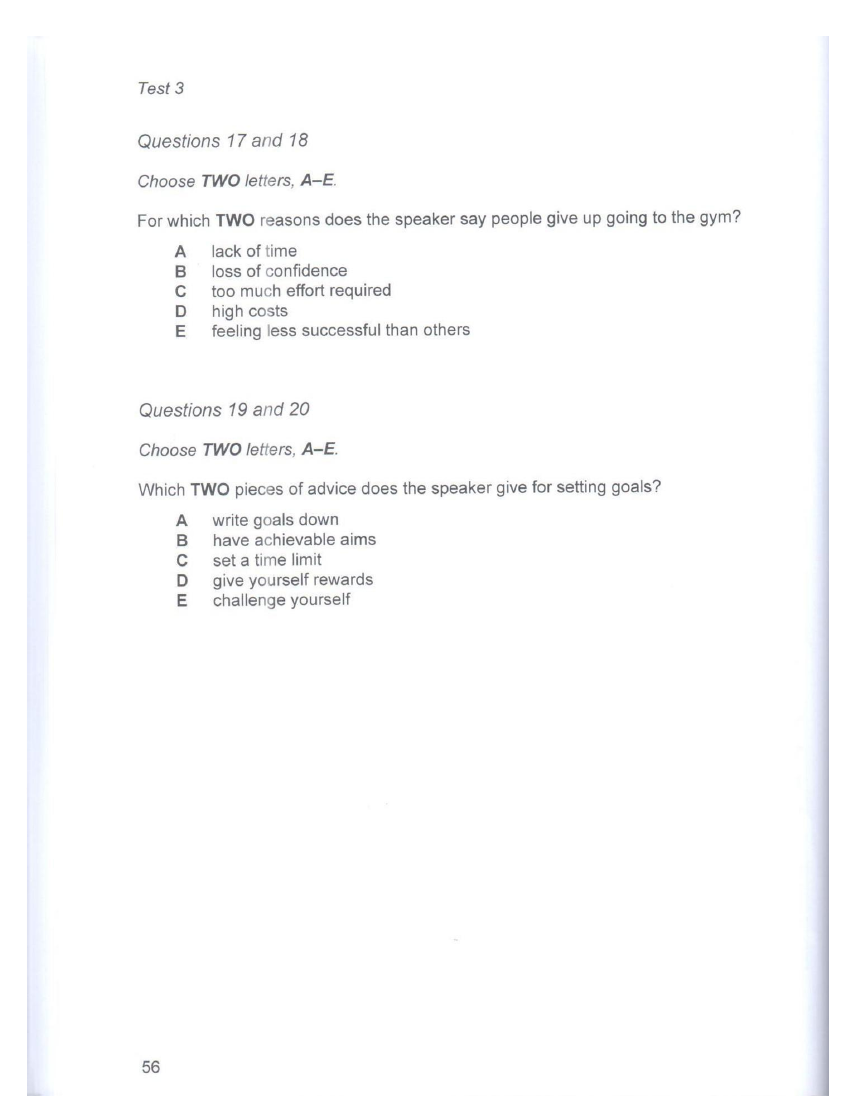 Test 3
Questions 17 and 18
Choose TWO letters, A–E.
For which TWO reasons does the speaker say people give up going to the gym?
A lack of time
B loss of confidence
C too much effort required
D high costs
E feeling less successful than others
Questions 19 and 20
Choose TWO letters, A–E.
Which TWO pieces of advice does the speaker give for setting goals?
A write goals down
B have achievable aims
C set a time limit
D give yourself rewards
E challenge yourself
56